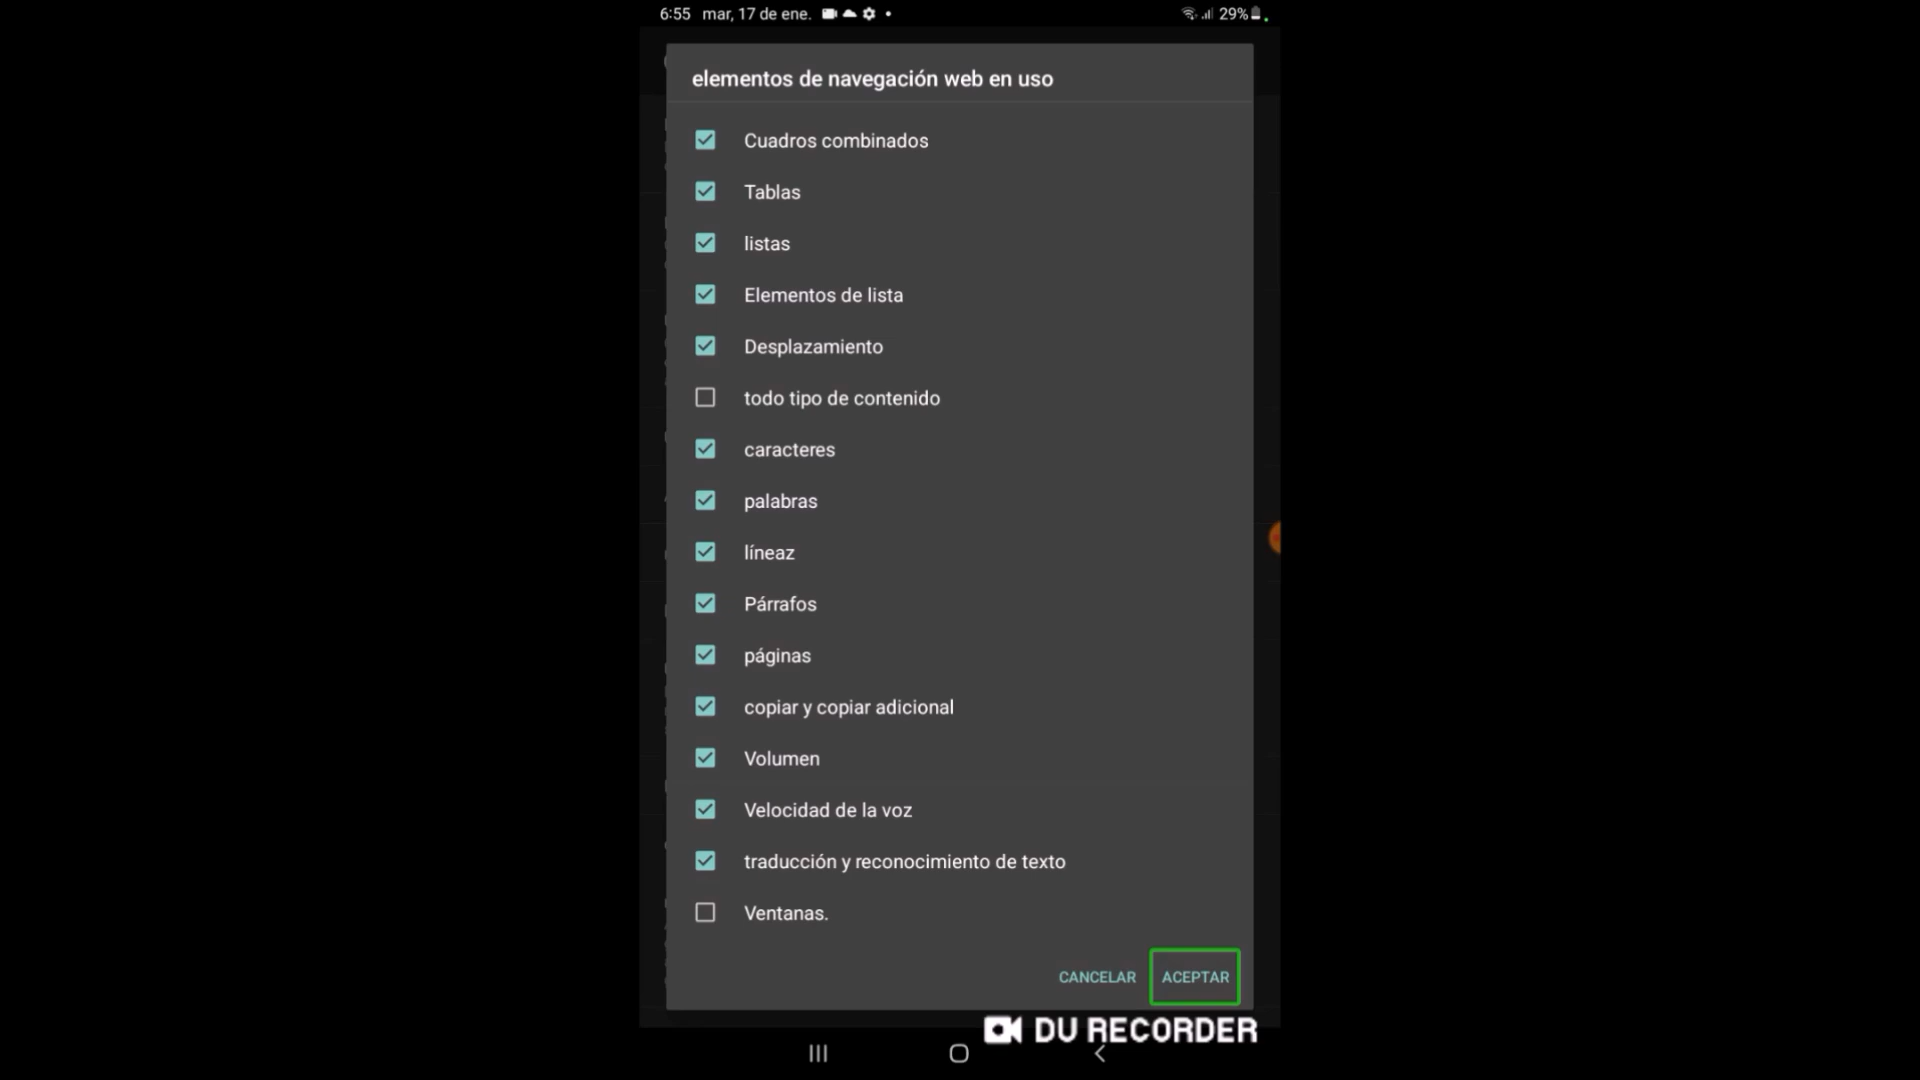 6:55 mar, 17 de ene. 29%
elementos de navegación web en uso
Cuadros combinados
Tablas
listas
Elementos de lista
Desplazamiento
todo tipo de contenido
caracteres
palabras
líneaz
Párrafos
páginas
copiar y copiar adicional
Volumen
Velocidad de la voz
traducción y reconocimiento de texto
Ventanas.
CANCELAR ACEPTAR
DU RECORDER